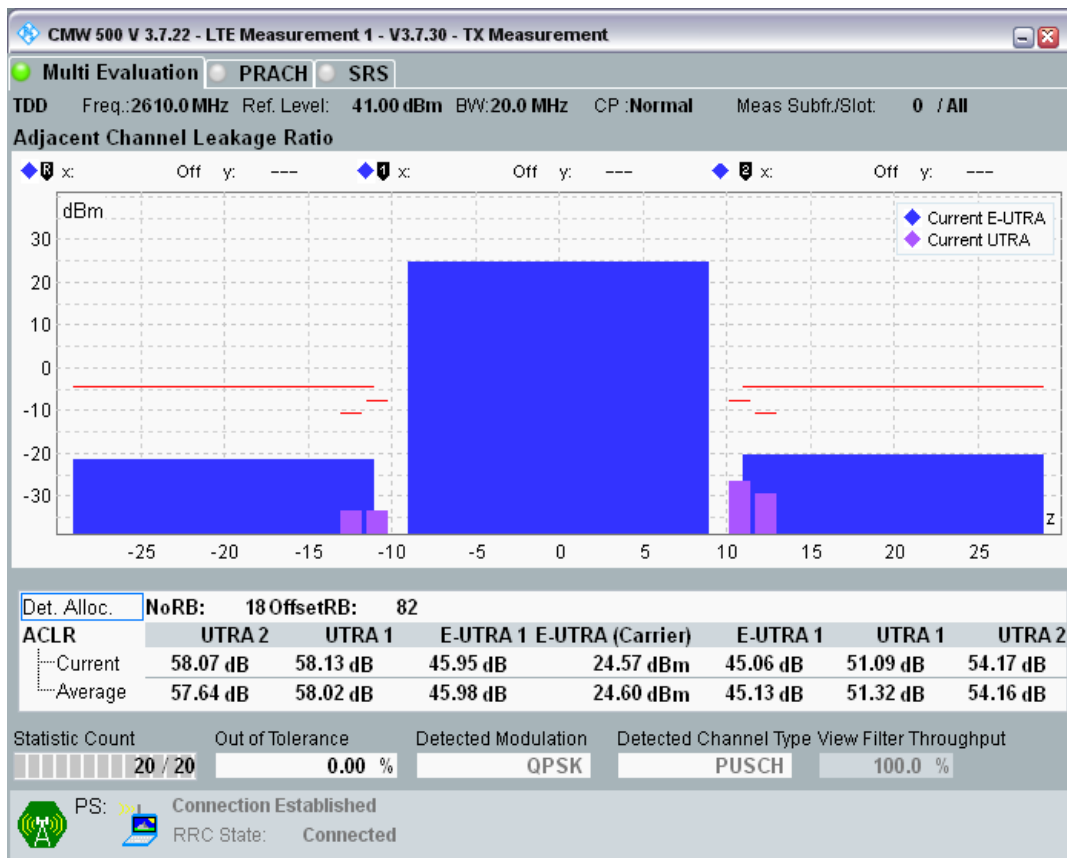 CMW 500 V 3.7.22 - LTE Measurement 1 - V3.7.30 - TX Measurement
Multi Evaluation PRACH SRS
TDD Freq.:2610.0 MHz Ref. Level: 41.00 dBm BW:20.0 MHz CP :Normal Meas Subfr./Slot: 0 / All
Adjacent Channel Leakage Ratio
R x: Off y: --- 1 x: Off y: --- 2 x: Off y: ---
dBm
Current E-UTRA
Current UTRA
30
20
10
0
-10
-20
-30
z
-25 -20 -15 -10 -5 0 5 10 15 20 25
Det. Alloc. NoRB: 18 OffsetRB: 82
ACLR UTRA 2 UTRA 1 E-UTRA 1 E-UTRA (Carrier) E-UTRA 1 UTRA 1 UTRA 2
Current 58.07 dB 58.13 dB 45.95 dB 24.57 dBm 45.06 dB 51.09 dB 54.17 dB
Average 57.64 dB 58.02 dB 45.98 dB 24.60 dBm 45.13 dB 51.32 dB 54.16 dB
Statistic Count Out of Tolerance Detected Modulation Detected Channel Type View Filter Throughput
20 / 20 0.00 % QPSK PUSCH 100.0 %
PS: Connection Established
RRC State: Connected